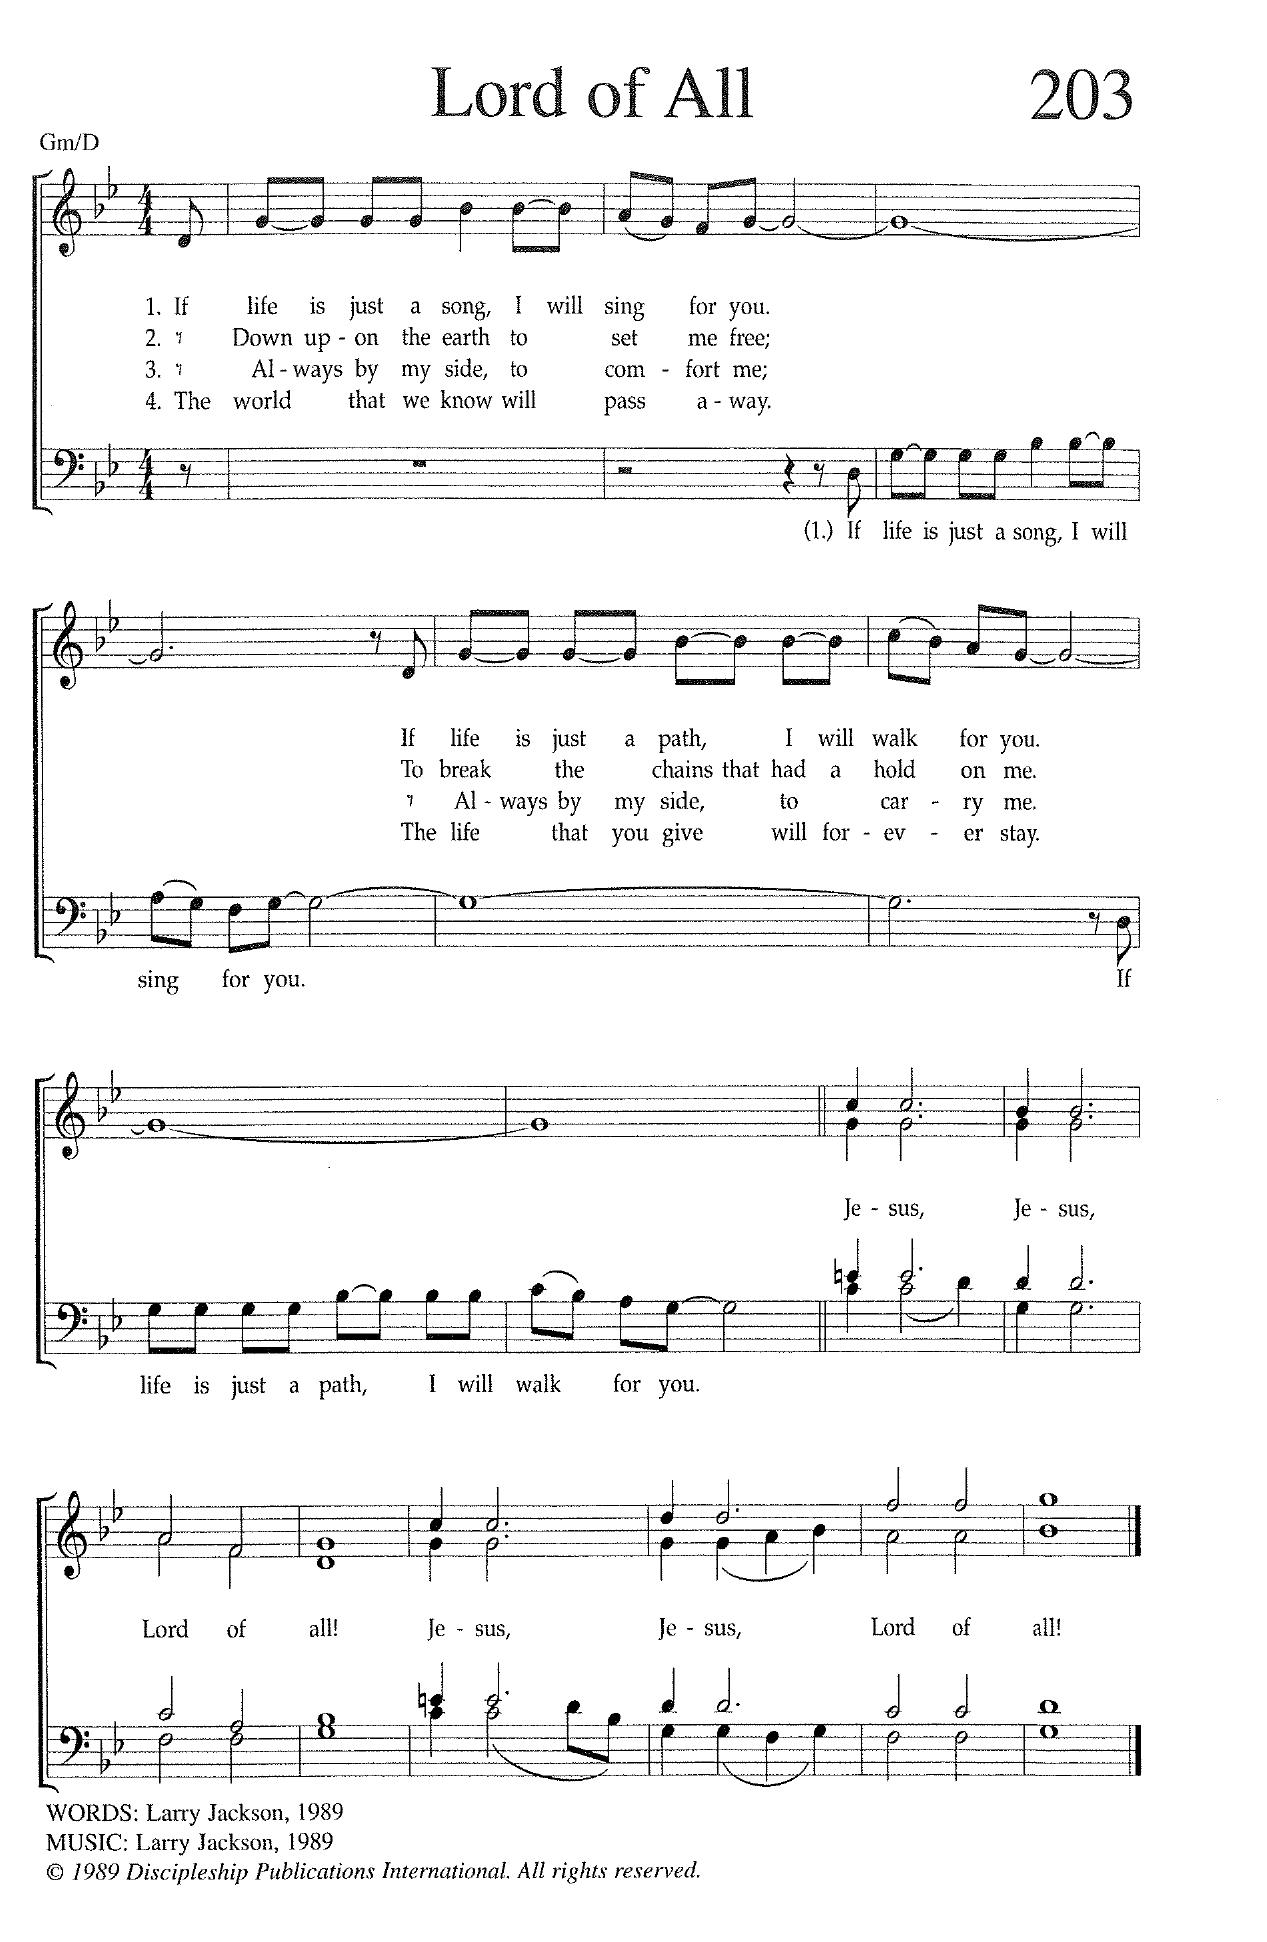 Lord of All 203
Gm/D
1. If life is just a song, I will sing for you.
2. Down up - on the earth to set me free;
3. Al - ways by my side, to com - fort me;
4. The world that we know will pass a - way.
(1.) If life is just a song, I will
If life is just a path, I will walk for you.
To break the chains that had a hold on me.
Al - ways by my side, to car - ry me.
The life that you give will for - ev - er stay.
sing for you. If
Je - sus, Je - sus,
life is just a path, I will walk for you.
Lord of all! Je - sus, Je - sus, Lord of all!
WORDS: Larry Jackson, 1989
MUSIC: Larry Jackson, 1989
© 1989 Discipleship Publications International. All rights reserved.